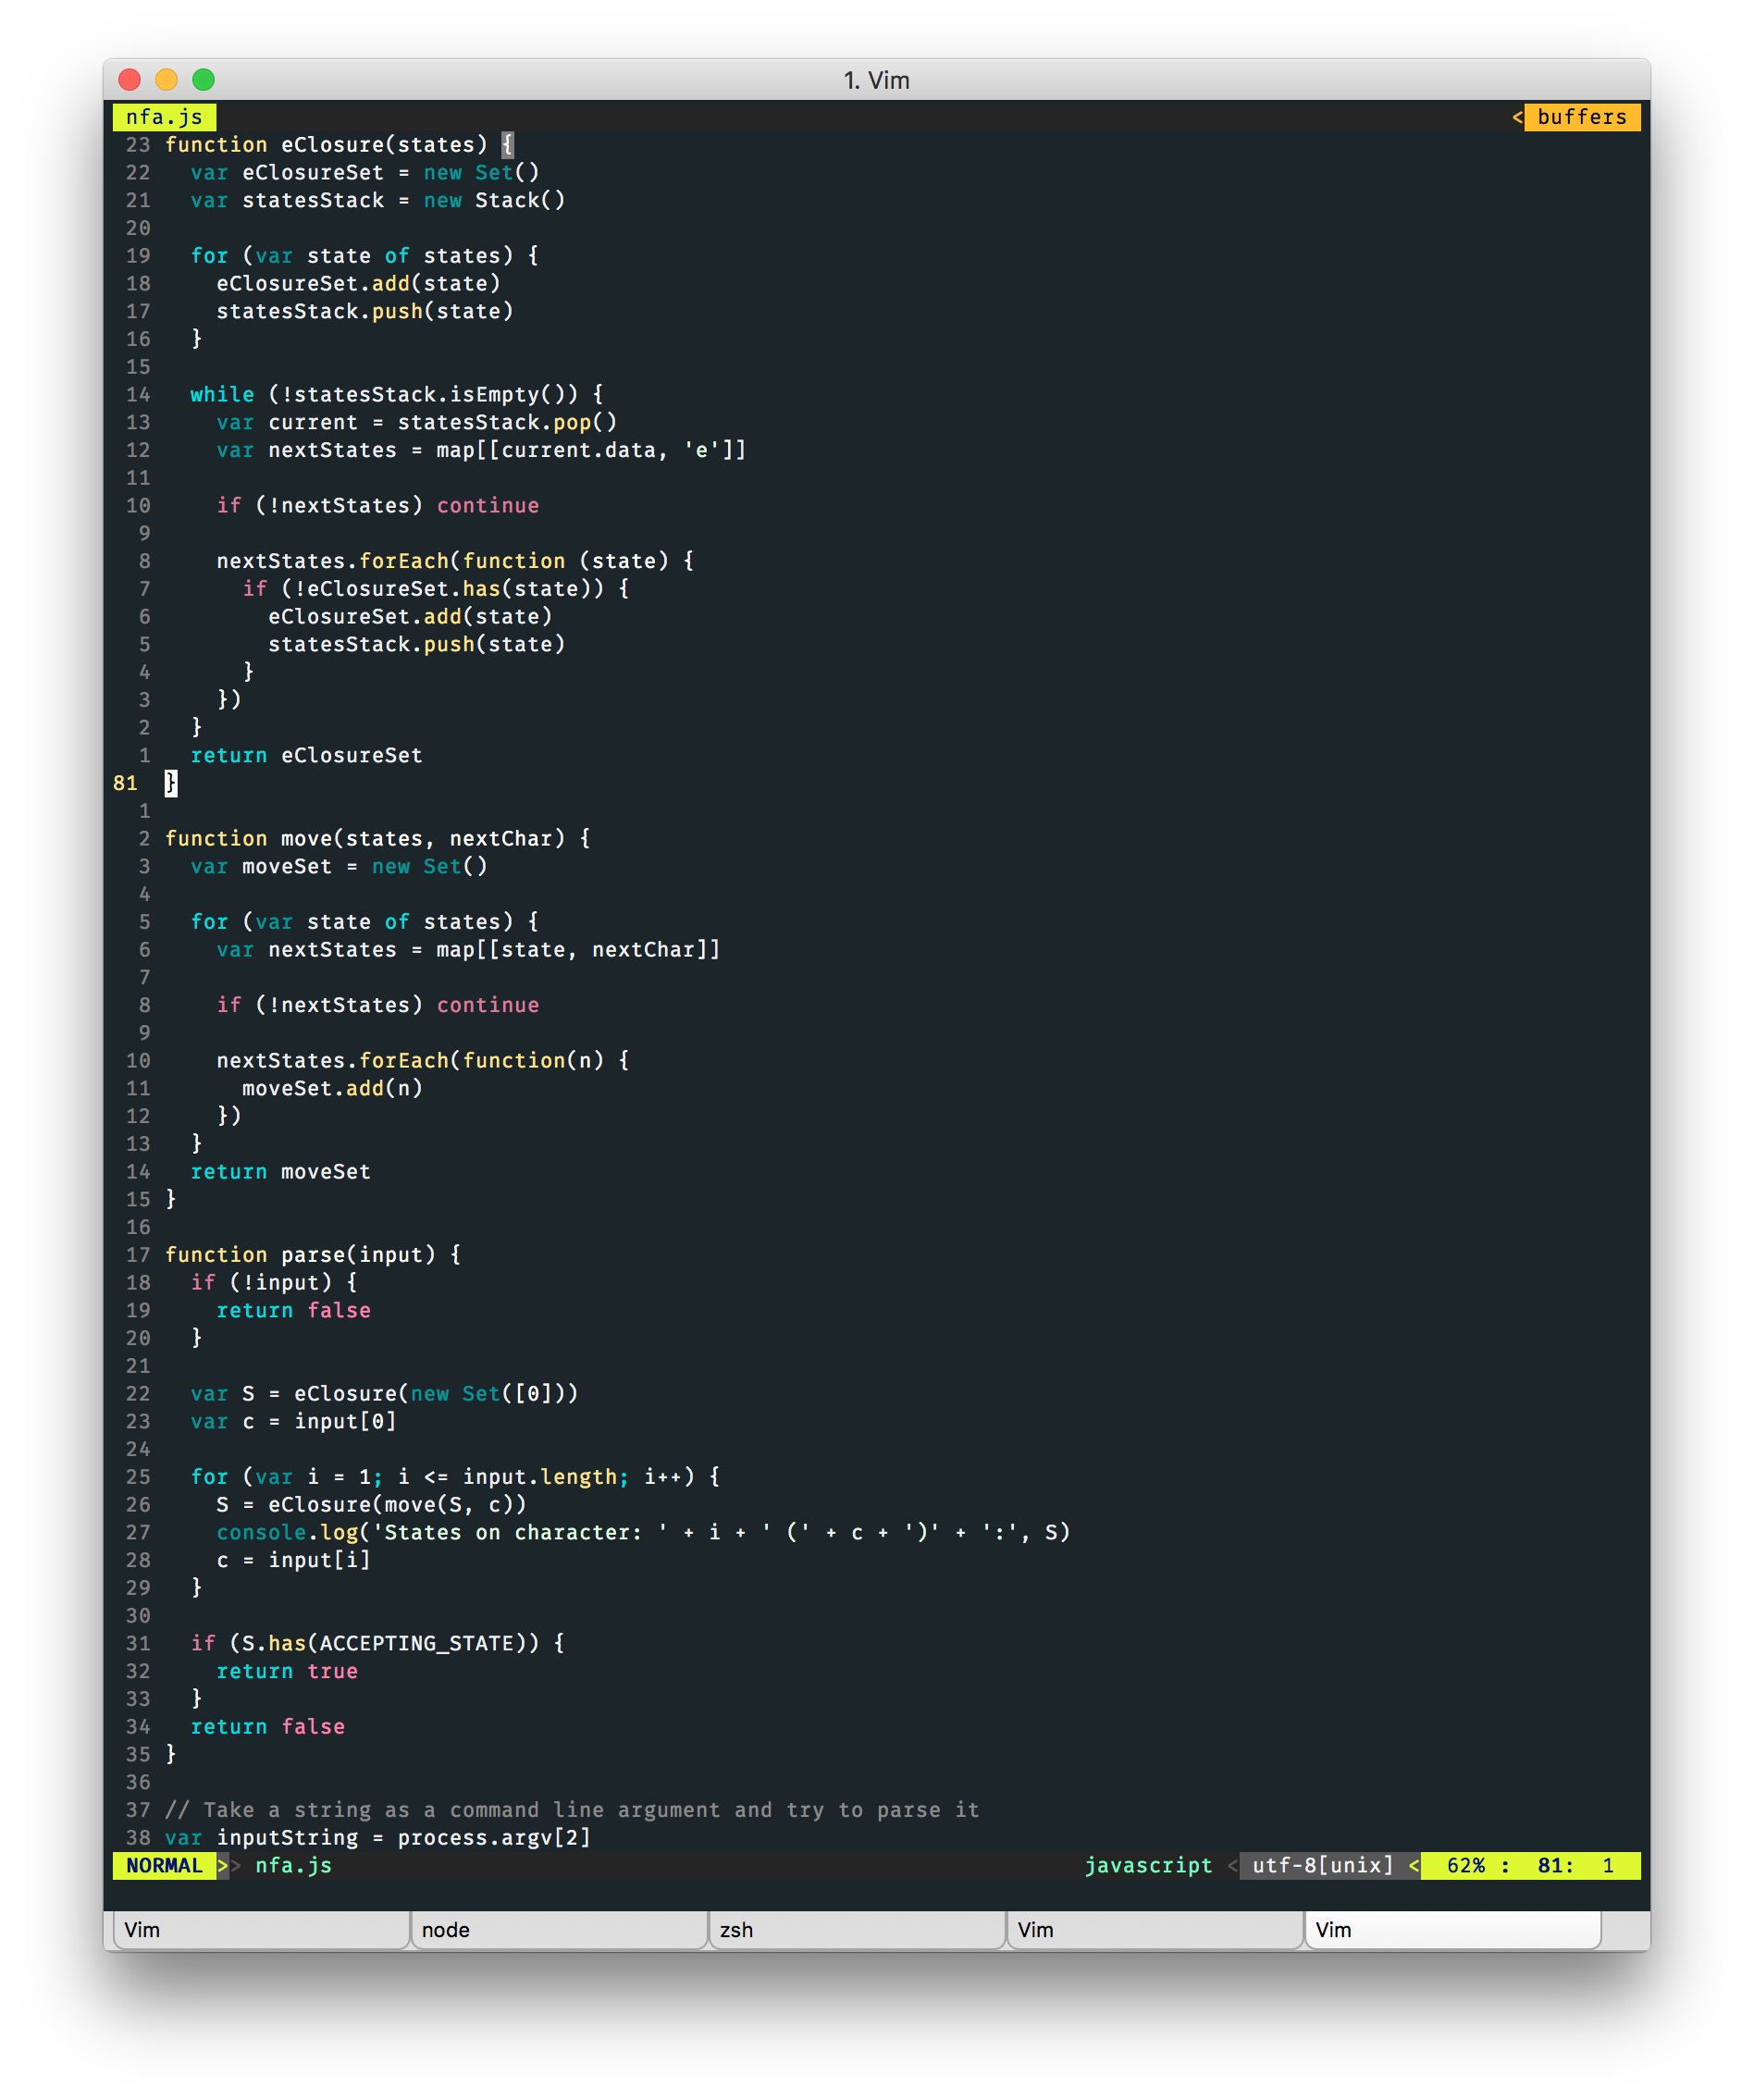 1. Vim
nfa.js < buffers
23 function eClosure(states) {
22   var eClosureSet = new Set()
21   var statesStack = new Stack()
20
19   for (var state of states) {
18     eClosureSet.add(state)
17     statesStack.push(state)
16   }
15
14   while (!statesStack.isEmpty()) {
13     var current = statesStack.pop()
12     var nextStates = map[[current.data, 'e']]
11
10     if (!nextStates) continue
9
8     nextStates.forEach(function (state) {
7       if (!eClosureSet.has(state)) {
6         eClosureSet.add(state)
5         statesStack.push(state)
4       }
3     })
2   }
1   return eClosureSet
81 }
1
2 function move(states, nextChar) {
3   var moveSet = new Set()
4
5   for (var state of states) {
6     var nextStates = map[[state, nextChar]]
7
8     if (!nextStates) continue
9
10     nextStates.forEach(function(n) {
11       moveSet.add(n)
12     })
13   }
14   return moveSet
15 }
16
17 function parse(input) {
18   if (!input) {
19     return false
20   }
21
22   var S = eClosure(new Set([0]))
23   var c = input[0]
24
25   for (var i = 1; i <= input.length; i++) {
26     S = eClosure(move(S, c))
27     console.log('States on character: ' + i + ' (' + c + ')' + ':', S)
28     c = input[i]
29   }
30
31   if (S.has(ACCEPTING_STATE)) {
32     return true
33   }
34   return false
35 }
36
37 // Take a string as a command line argument and try to parse it
38 var inputString = process.argv[2]
NORMAL >> nfa.js javascript < utf-8[unix] < 62% : 81: 1
Vim node zsh Vim Vim